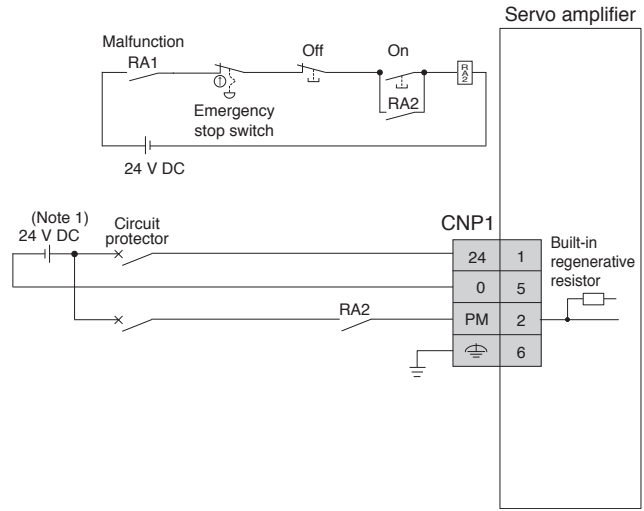 Servo amplifier
Malfunction
RA1
Off
On
RA2
RA2
Emergency
stop switch
24 V DC
(Note 1)
24 V DC
Circuit
protector
CNP1
24 1
0 5
RA2
PM 2
6
Built-in
regenerative
resistor